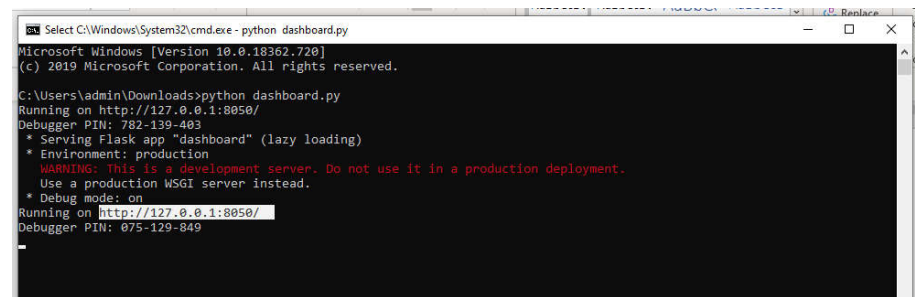 Replace
Select C:\Windows\System32\cmd.exe - python dashboard.py
Microsoft Windows [Version 10.0.18362.720]
(c) 2019 Microsoft Corporation. All rights reserved.
C:\Users\admin\Downloads>python dashboard.py
Running on http://127.0.0.1:8050/
Debugger PIN: 782-139-403
* Serving Flask app "dashboard" (lazy loading)
* Environment: production
WARNING: This is a development server. Do not use it in a production deployment.
Use a production WSGI server instead.
* Debug mode: on
Running on http://127.0.0.1:8050/
Debugger PIN: 075-129-849